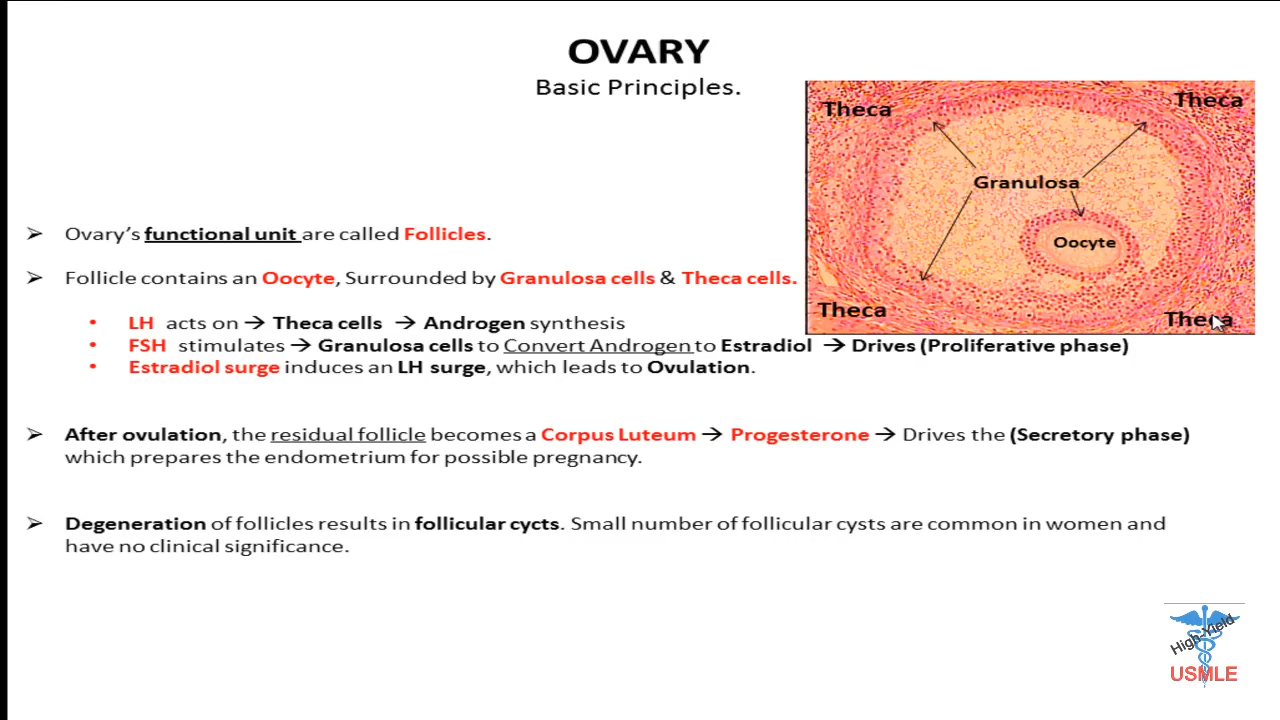 OVARY
Basic Principles.
Theca
Theca
Granulosa
Oocyte
Theca
Theca
➢ Ovary’s functional unit are called Follicles.
➢ Follicle contains an Oocyte, Surrounded by Granulosa cells & Theca cells.
• LH acts on → Theca cells → Androgen synthesis
• FSH stimulates → Granulosa cells to Convert Androgen to Estradiol → Drives (Proliferative phase)
• Estradiol surge induces an LH surge, which leads to Ovulation.
➢ After ovulation, the residual follicle becomes a Corpus Luteum → Progesterone → Drives the (Secretory phase)
which prepares the endometrium for possible pregnancy.
➢ Degeneration of follicles results in follicular cycts. Small number of follicular cysts are common in women and
have no clinical significance.
High-Yield
USMLE